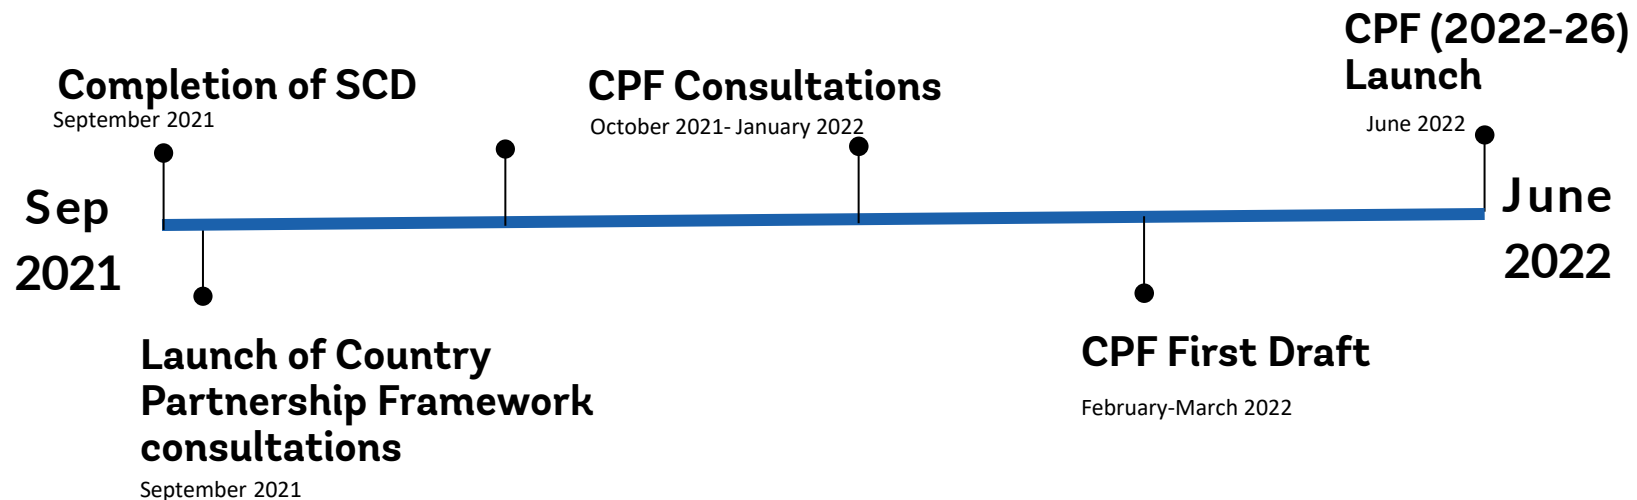 CPF (2022-26)
Launch
June 2022
Completion of SCD
September 2021
CPF Consultations
October 2021- January 2022
Sep
2021
June
2022
Launch of Country
Partnership Framework
consultations
September 2021
CPF First Draft
February-March 2022